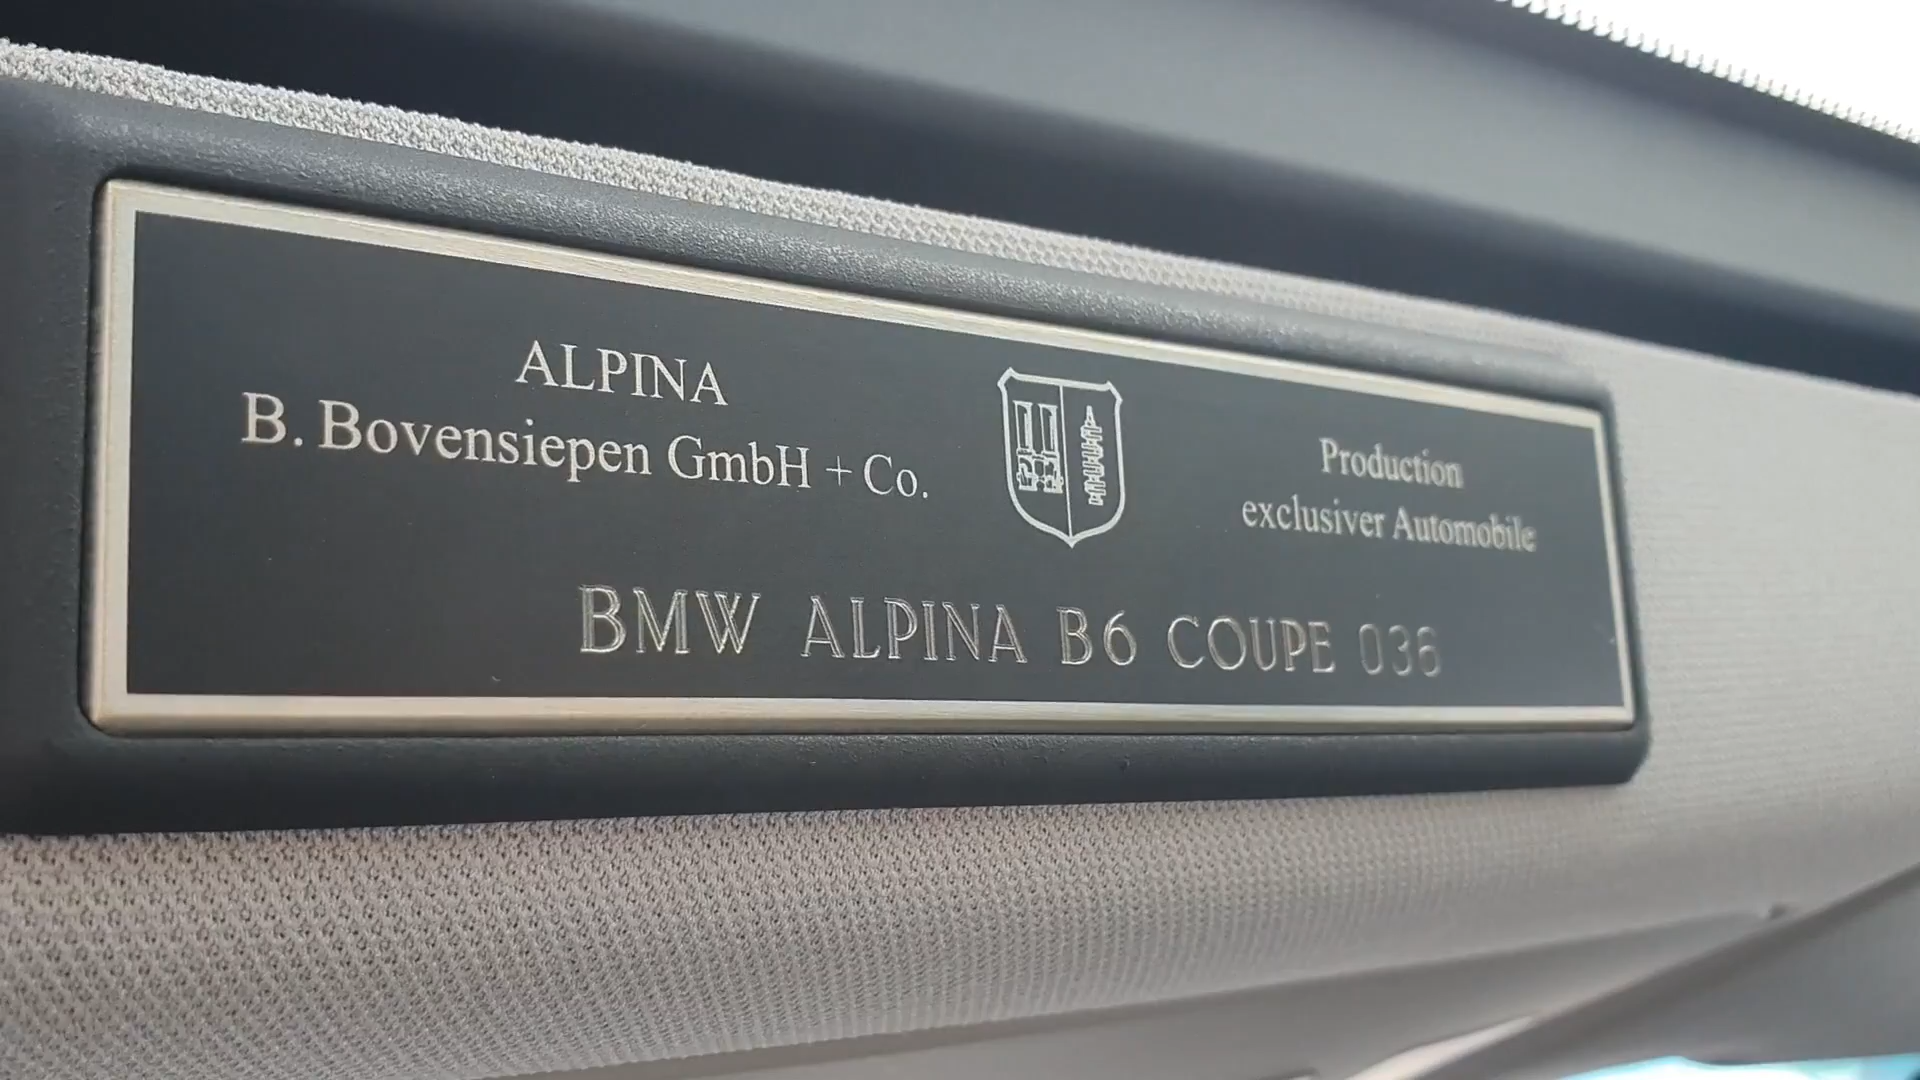 ALPINA
B. Bovensiepen GmbH + Co.
Production
exclusiver Automobile
BMW ALPINA B6 COUPE 036